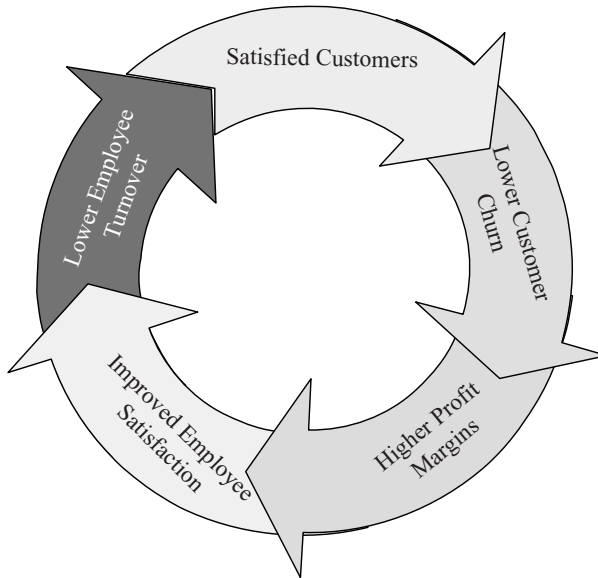 Satisfied Customers
Lower Customer
Churn
Higher Profit
Margins
Improved Employee
Satisfaction
Lower Employee
Turnover